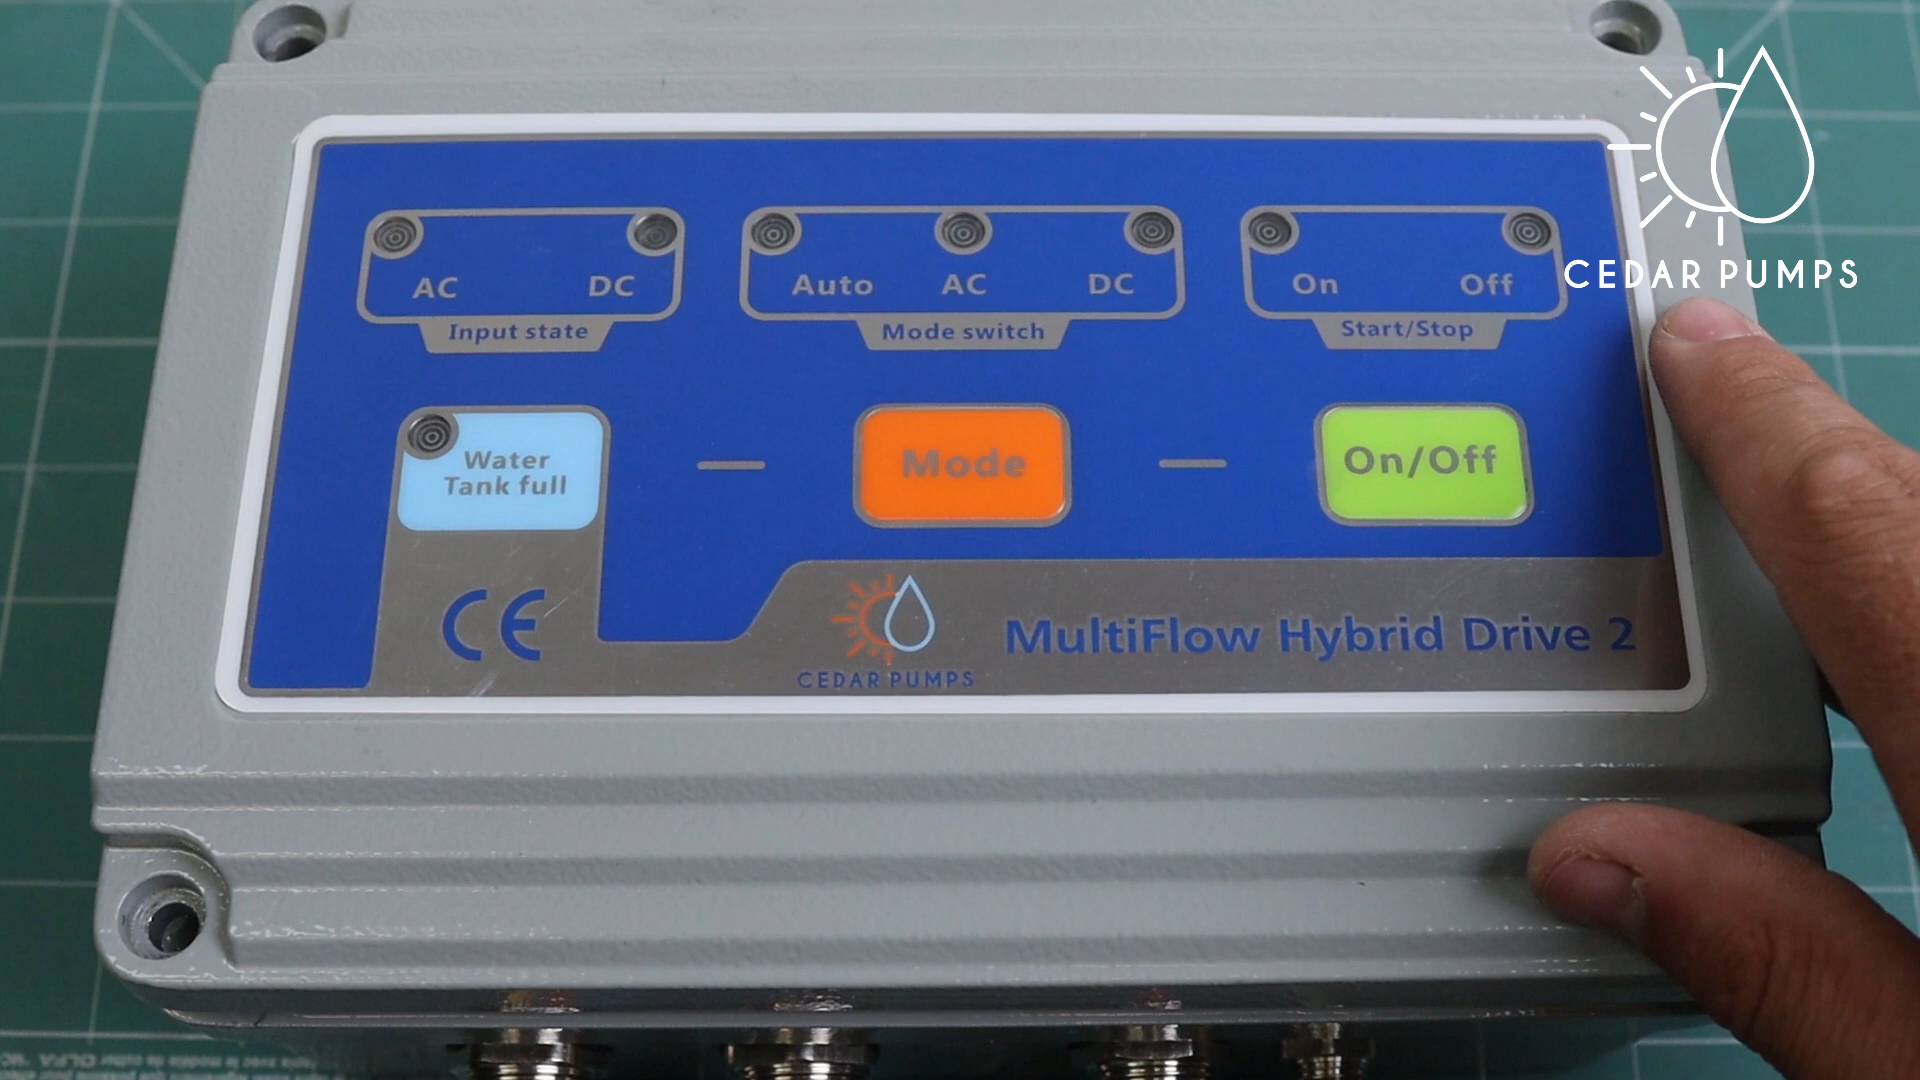 CEDAR PUMPS
AC DC
Input state
Auto AC DC
Mode switch
On Off
Start/Stop
Water
Tank full
Mode
On/Off
CE
CEDAR PUMPS
MultiFlow Hybrid Drive 2
OLFA